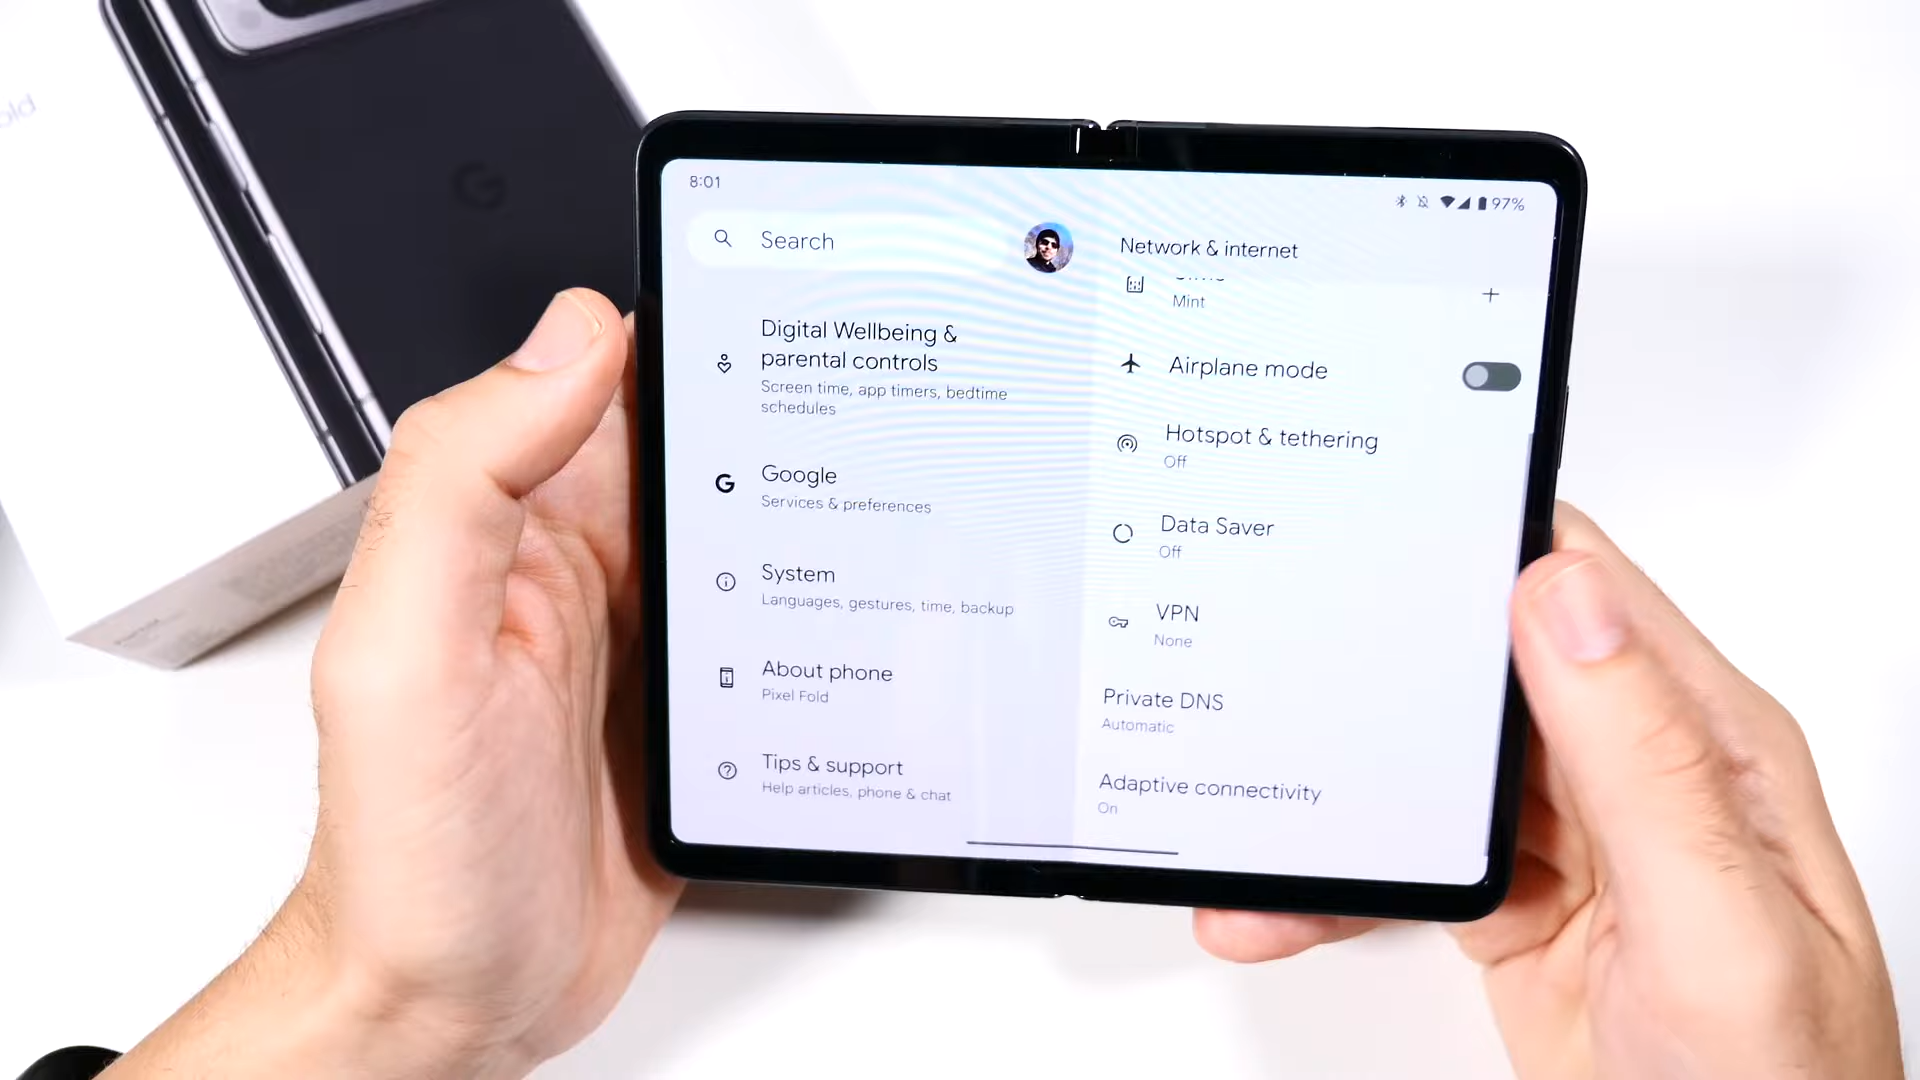 old
8:01
97%
Search
Network & internet
Mint
Digital Wellbeing &
parental controls
Screen time, app timers, bedtime
schedules
Google
Services & preferences
System
Languages, gestures, time, backup
About phone
Pixel Fold
Tips & support
Help articles, phone & chat
Airplane mode
Hotspot & tethering
Off
Data Saver
Off
VPN
None
Private DNS
Automatic
Adaptive connectivity
On